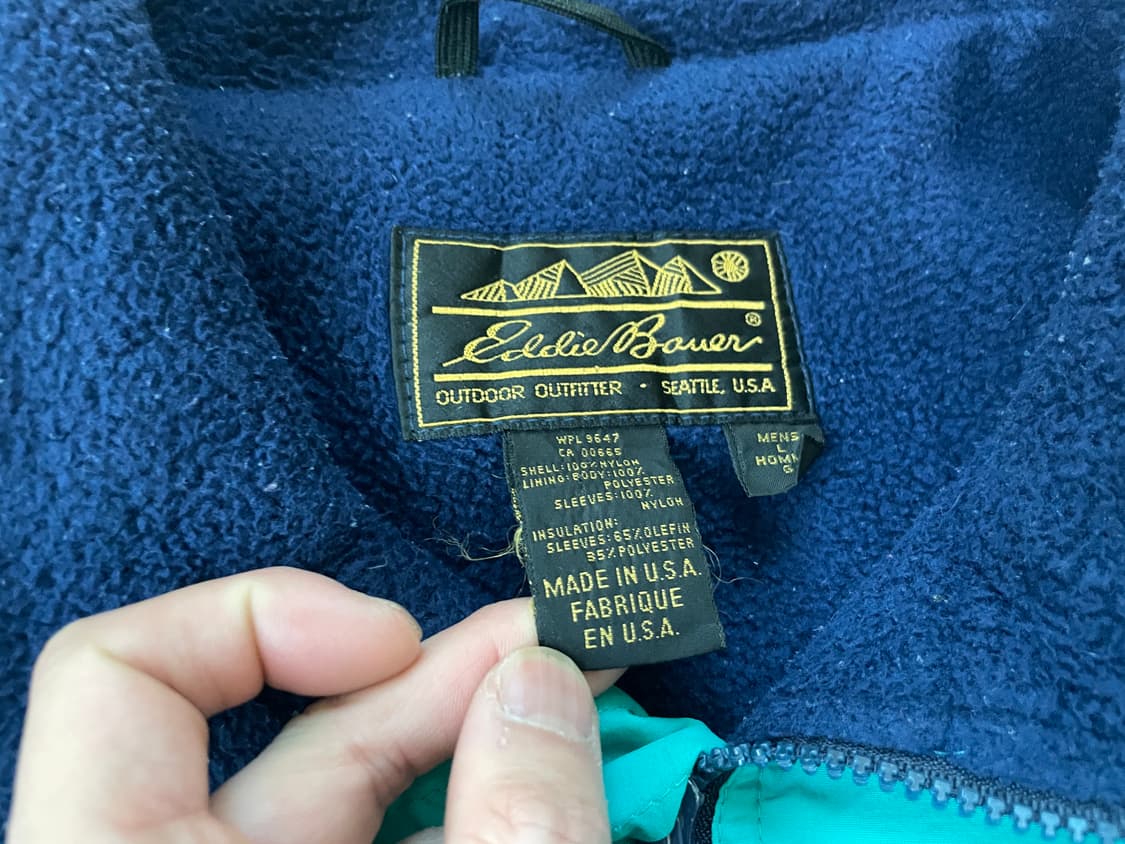 Eddie Bauer®
OUTDOOR OUTFITTER · SEATTLE, U.S.A
WPL 9647
CA 00665
SHELL:100%NYLON
LINING:BODY:100%
POLYESTER
SLEEVES:100%
NYLON
INSULATION:
SLEEVES:65%OLEFIN
35%POLYESTER
MADE IN U.S.A.
FABRIQUE
EN U.S.A.
MENS
L
HOMM
G